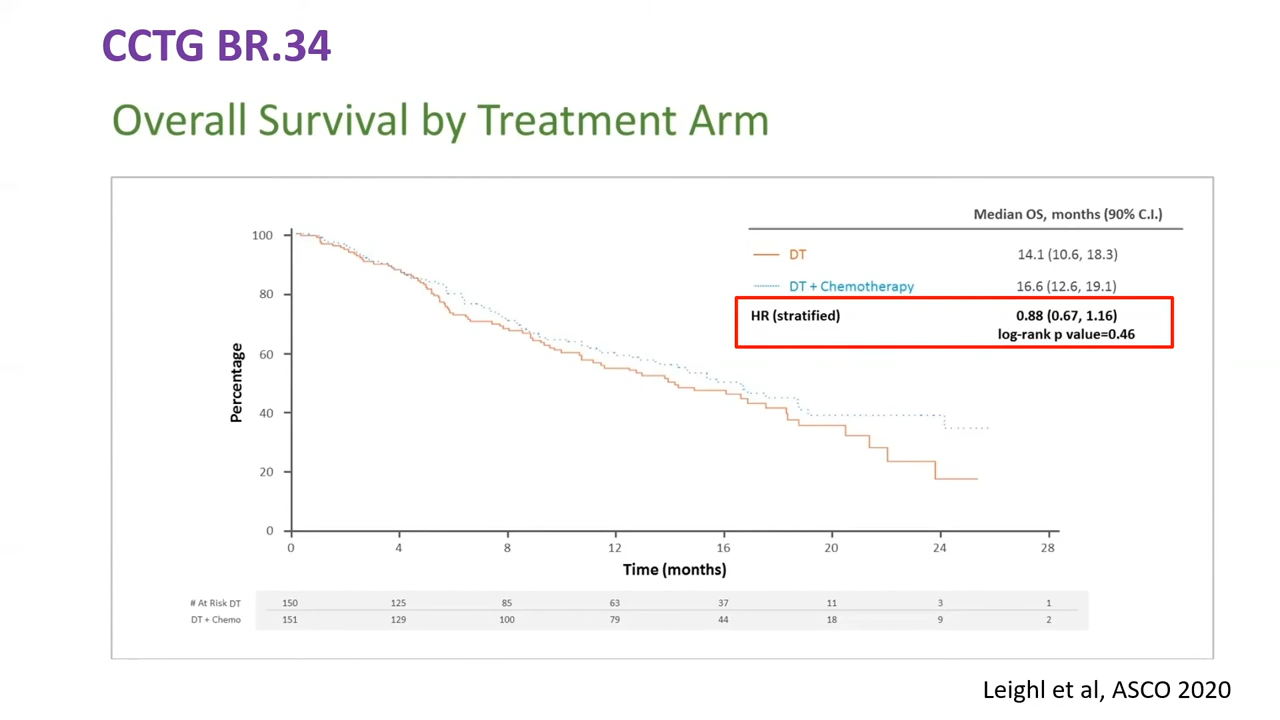 CCTG BR.34
Overall Survival by Treatment Arm
Median OS, months (90% C.I.)
DT 14.1 (10.6, 18.3)
DT + Chemotherapy 16.6 (12.6, 19.1)
HR (stratified) 0.88 (0.67, 1.16)
log-rank p value=0.46
Percentage
100
80
60
40
20
0
0 4 8 12 16 20 24 28
Time (months)
# At Risk DT 150 125 85 63 37 11 3 1
DT + Chemo 151 129 100 79 44 18 9 2
Leighl et al, ASCO 2020